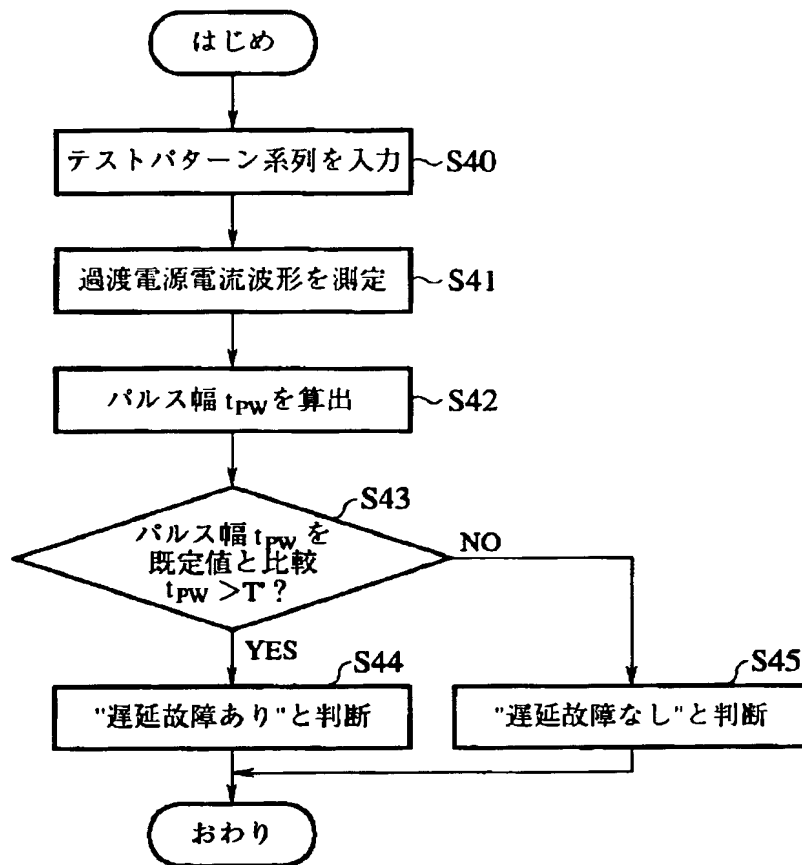 はじめ
テストパターン系列を入力
S40
過渡電源電流波形を測定
S41
パルス幅 tPWを算出
S42
S43
パルス幅 tPWを
既定値と比較
tPW>T'?
NO
YES
S44
"遅延故障あり"と判断
S45
"遅延故障なし"と判断
おわり